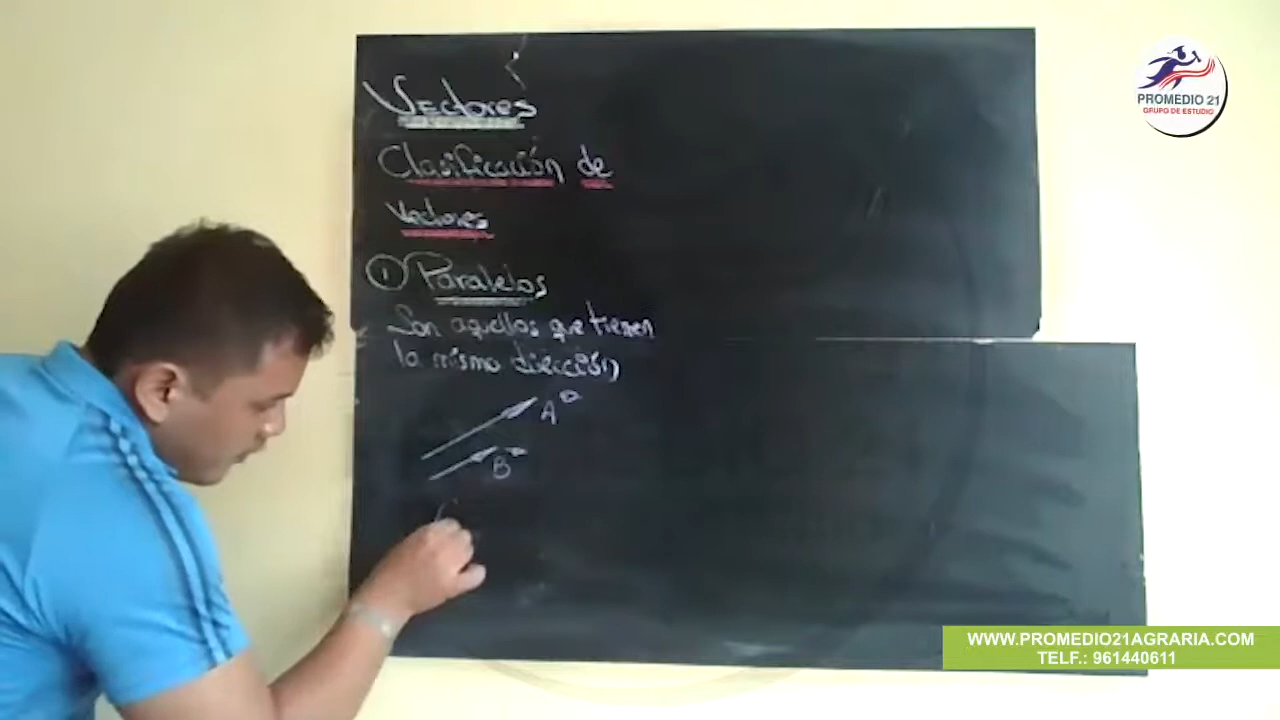 Vectores
Clasificación de
Vectores
① Paralelos
Son aquellos que tienen
la misma dirección
A
B
PROMEDIO 21
GRUPO DE ESTUDIO
WWW.PROMEDIO21AGRARIA.COM
TELF.: 961440611